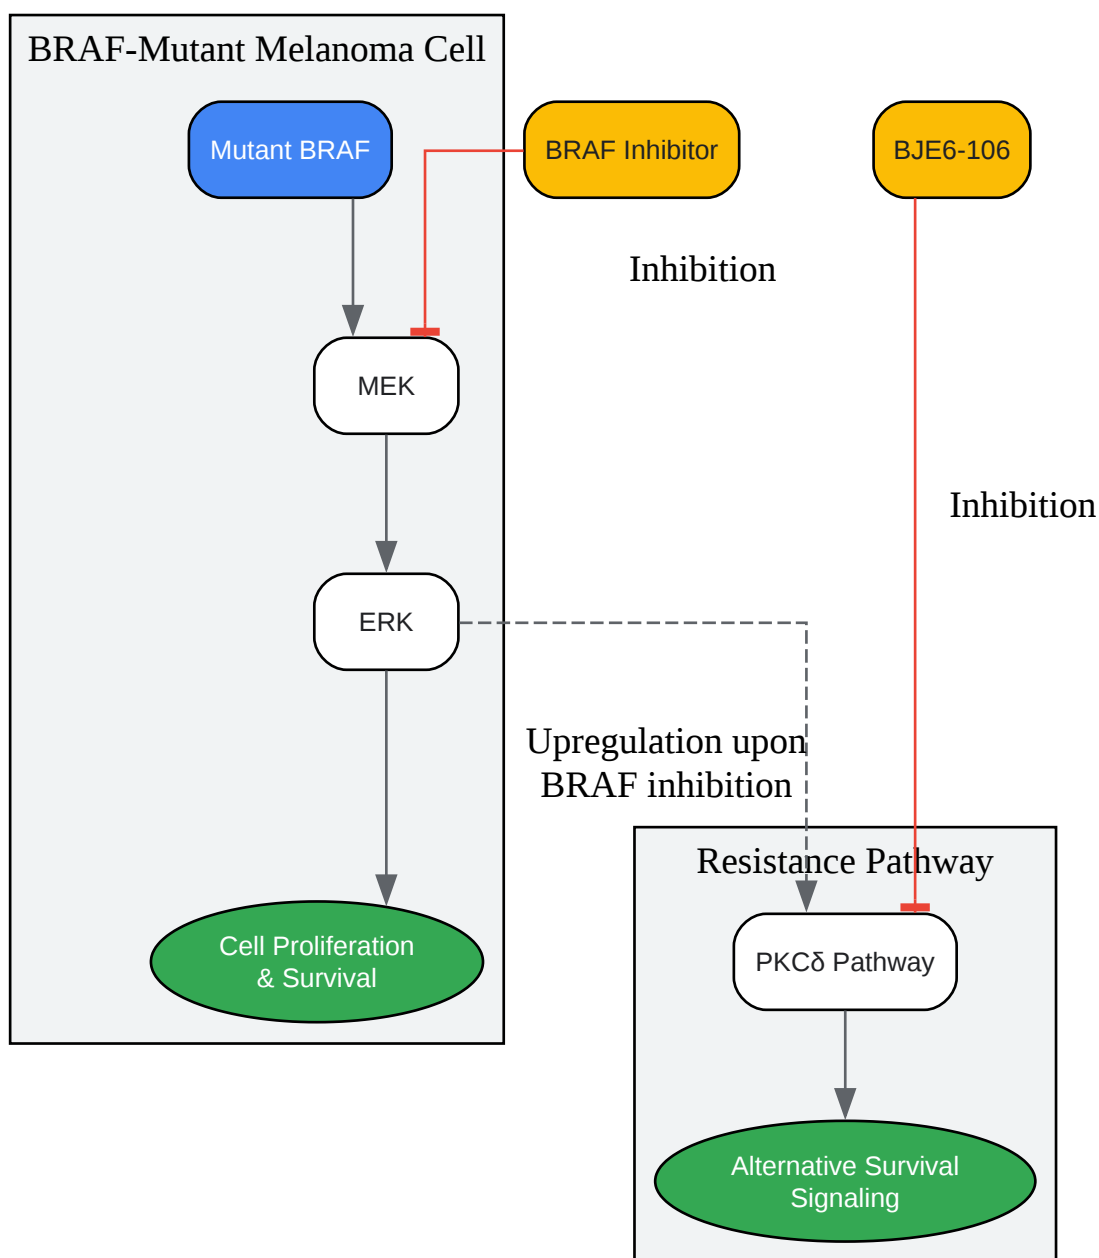 BRAF-Mutant Melanoma Cell
Mutant BRAF
BRAF Inhibitor
BJE6-106
Inhibition
MEK
Inhibition
ERK
Upregulation upon
BRAF inhibition
Resistance Pathway
Cell Proliferation
& Survival
PKCδ Pathway
Alternative Survival
Signaling